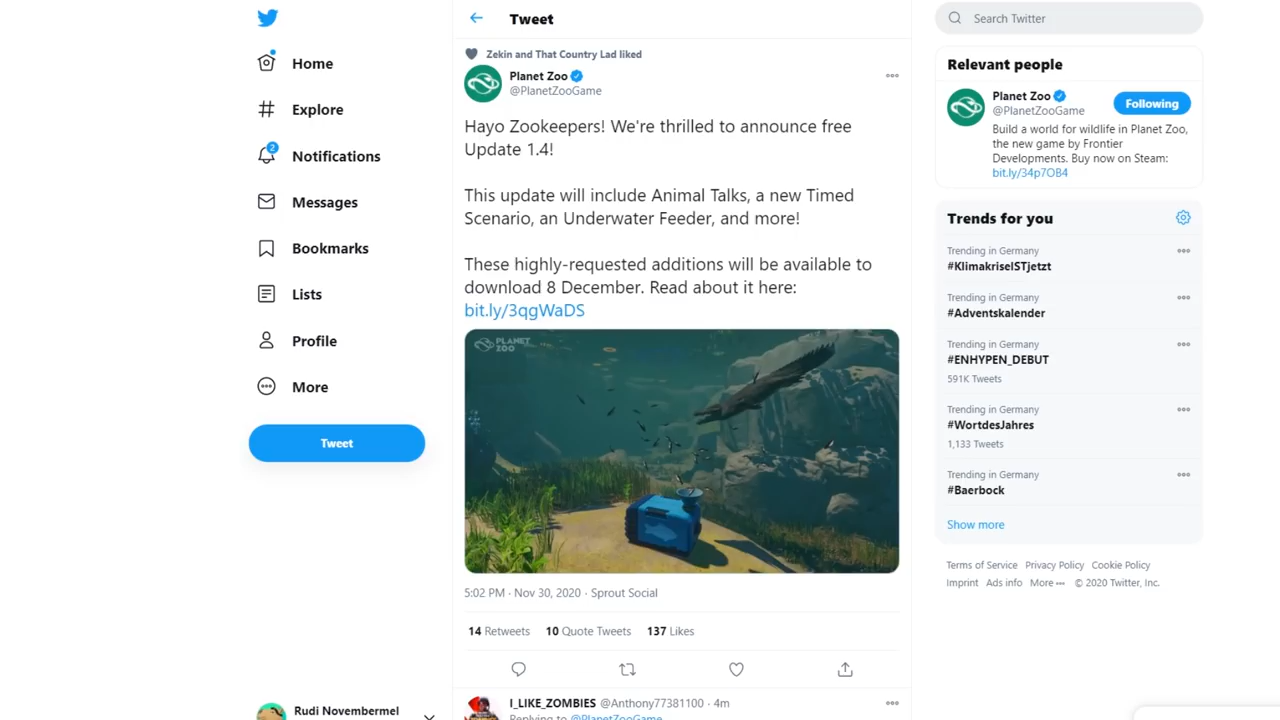 Home
Explore
2
Notifications
Messages
Bookmarks
Lists
Profile
More
Tweet
Rudi Novembermel
Tweet
Zekin and That Country Lad liked
Planet Zoo
@PlanetZooGame
Hayo Zookeepers! We're thrilled to announce free
Update 1.4!
This update will include Animal Talks, a new Timed
Scenario, an Underwater Feeder, and more!
These highly-requested additions will be available to
download 8 December. Read about it here:
bit.ly/3qgWaDS
PLANET
ZOO
5:02 PM · Nov 30, 2020 · Sprout Social
14 Retweets 10 Quote Tweets 137 Likes
I_LIKE_ZOMBIES @Anthony77381100 · 4m
Replying to @PlanetZooGame
Search Twitter
Relevant people
Planet Zoo
@PlanetZooGame
Following
Build a world for wildlife in Planet Zoo,
the new game by Frontier
Developments. Buy now on Steam:
bit.ly/34p7OB4
Trends for you
Trending in Germany
#KlimakriseISTjetzt
Trending in Germany
#Adventskalender
Trending in Germany
#ENHYPEN_DEBUT
591K Tweets
Trending in Germany
#WortdesJahres
1,133 Tweets
Trending in Germany
#Baerbock
Show more
Terms of Service Privacy Policy Cookie Policy
Imprint Ads info More © 2020 Twitter, Inc.